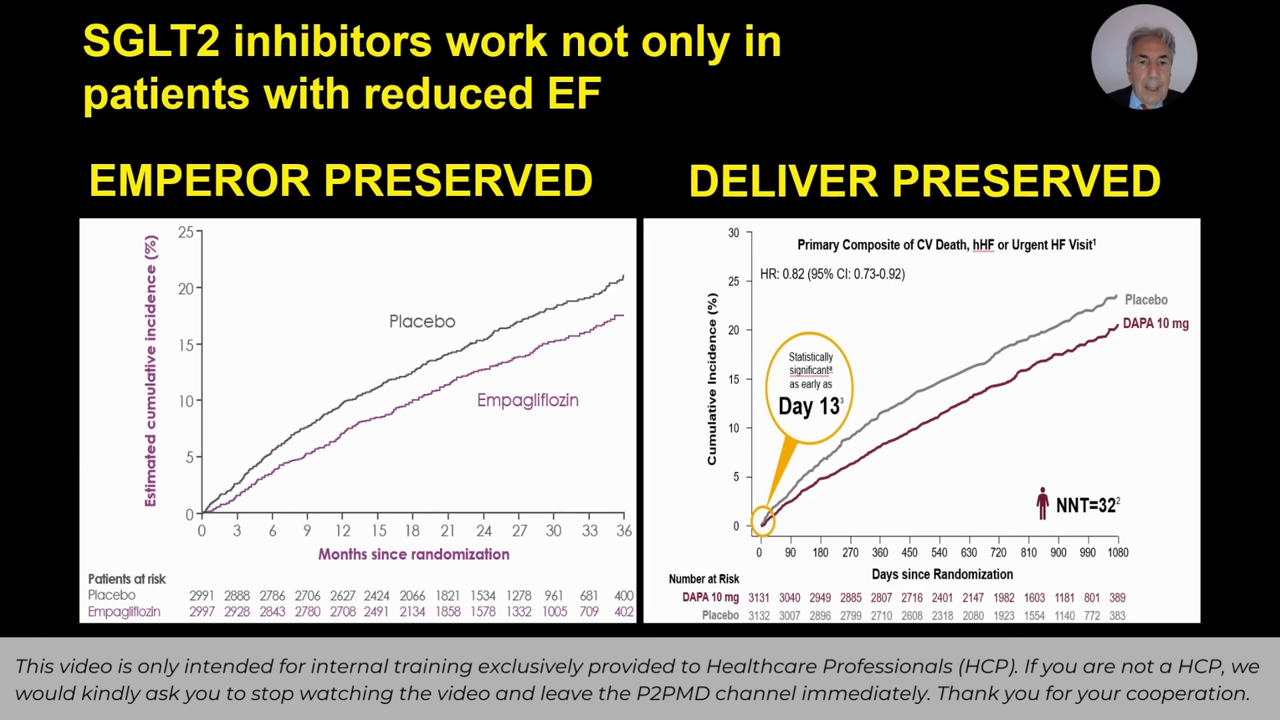 SGLT2 inhibitors work not only in
patients with reduced EF
EMPEROR PRESERVED
Estimated cumulative incidence (%)
25
20
15
10
5
0
Placebo
Empagliflozin
0 3 6 9 12 15 18 21 24 27 30 33 36
Months since randomization
Patients at risk
Placebo 2991 2888 2786 2706 2627 2424 2066 1821 1534 1278 961 681 400
Empagliflozin 2997 2928 2843 2780 2708 2491 2134 1858 1578 1332 1005 709 402
DELIVER PRESERVED
Cumulative Incidence (%)
30
25
20
15
10
5
0
Primary Composite of CV Death, hHF or Urgent HF Visit¹
HR: 0.82 (95% CI: 0.73-0.92)
Placebo
DAPA 10 mg
Statistically
significantª
as early as
Day 13³
NNT=32²
0 90 180 270 360 450 540 630 720 810 900 990 1080
Days since Randomization
Number at Risk
DAPA 10 mg 3131 3040 2949 2885 2807 2716 2401 2147 1982 1603 1181 801 389
Placebo 3132 3007 2896 2799 2710 2608 2318 2080 1923 1554 1140 772 383
This video is only intended for internal training exclusively provided to Healthcare Professionals (HCP). If you are not a HCP, we
would kindly ask you to stop watching the video and leave the P2PMD channel immediately. Thank you for your cooperation.